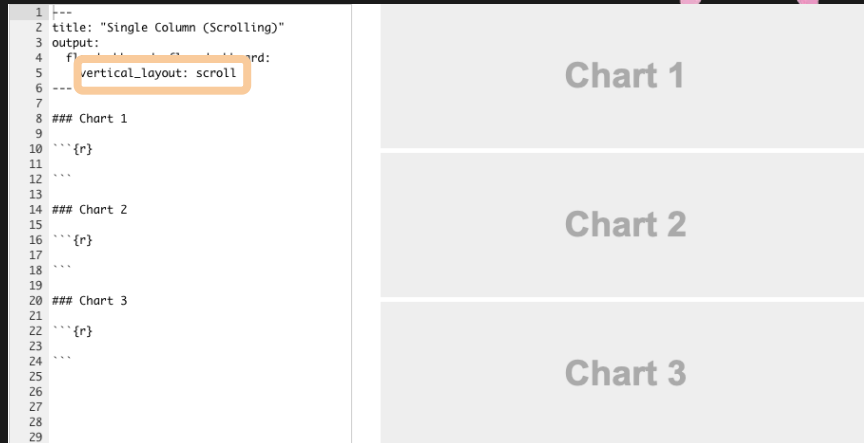 1 ---
2 title: "Single Column (Scrolling)"
3 output:
4
5 vertical_layout: scroll
6 ---
7
8 ### Chart 1
9
10 ```{r}
11
12 ```
13
14 ### Chart 2
15
16 ```{r}
17
18 ```
19
20 ### Chart 3
21
22 ```{r}
23
24 ```
25
26
27
28
29
Chart 1
Chart 2
Chart 3